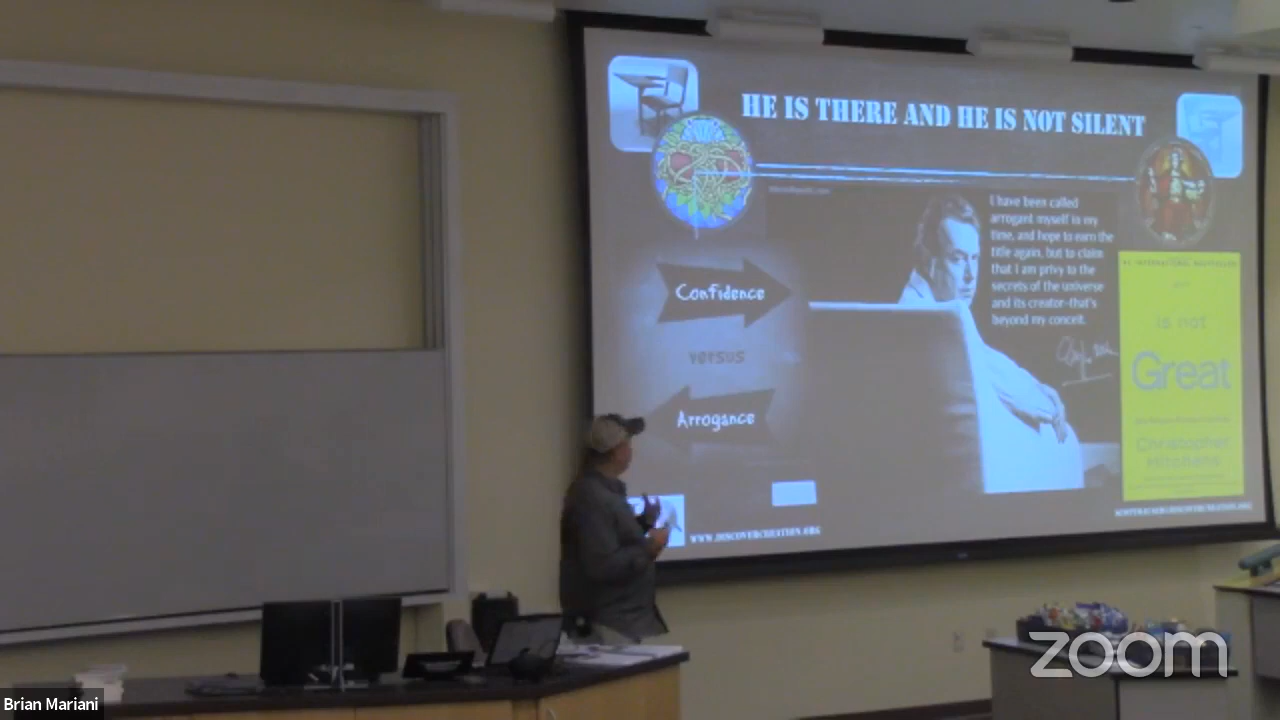 HE IS THERE AND HE IS NOT SILENT
I have been called
arrogant myself in my
time, and hope to earn the
title again, but to claim
that I am privy to the
secrets of the universe
and its creator-that's
beyond my conceit.
Confidence
versus
Arrogance
is not
Great
Christopher
Hitchens
WWW.DISCOVERCREATION.ORG
zoom
Brian Mariani